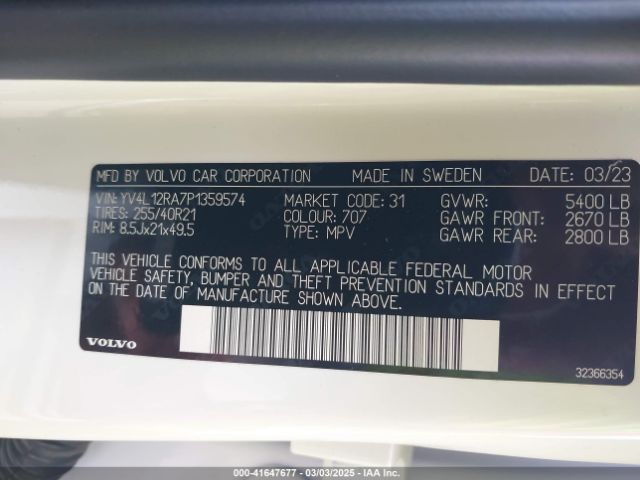 MFD BY VOLVO CAR CORPORATION MADE IN SWEDEN DATE: 03/23
VIN: YV4L12RA7P1359574 MARKET CODE: 31 GVWR: 5400 LB
TIRES: 255/40R21 COLOUR: 707 GAWR FRONT: 2670 LB
RIM: 8.5Jx21x49.5 TYPE: MPV GAWR REAR: 2800 LB
THIS VEHICLE CONFORMS TO ALL APPLICABLE FEDERAL MOTOR
VEHICLE SAFETY, BUMPER AND THEFT PREVENTION STANDARDS IN EFFECT
ON THE DATE OF MANUFACTURE SHOWN ABOVE.
VOLVO
32366354
000-41647677 - 03/03/2025 - IAA Inc.